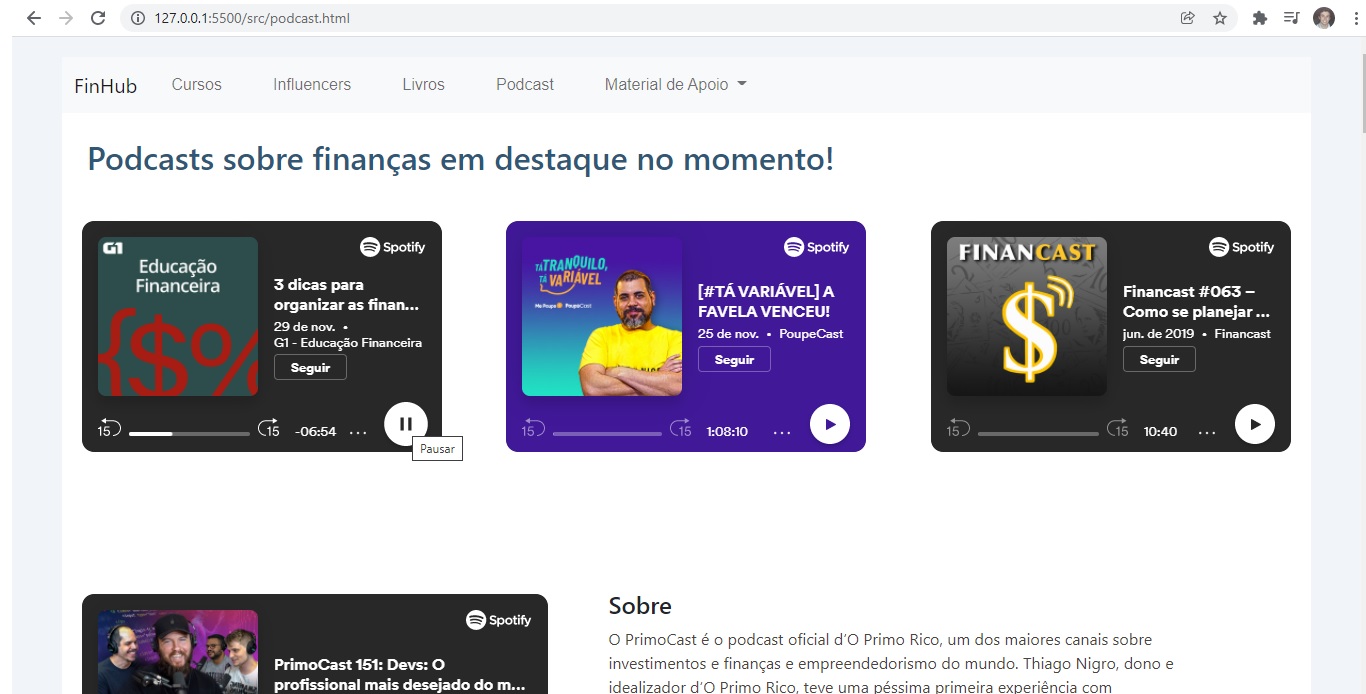 127.0.0.1:5500/src/podcast.html
FinHub Cursos Influencers Livros Podcast Material de Apoio
Podcasts sobre finanças em destaque no momento!
G1
Educação
Financeira
{$%
Spotify
3 dicas para
organizar as finan...
29 de nov. •
G1 - Educação Financeira
Seguir
15 15 -06:54 ...
Pausar
TÁ TRANQUILO,
TÁ VARIÁVEL
Me Poupe PoupaCast
Spotify
[#TÁ VARIÁVEL] A
FAVELA VENCEU!
25 de nov. • PoupeCast
Seguir
15 15 1:08:10 ...
FINANCAST
$
Spotify
Financast #063 –
Como se planejar ...
jun. de 2019 • Financast
Seguir
15 15 10:40 ...
Spotify
PrimoCast 151: Devs: O
profissional mais desejado do m...
Sobre
O PrimoCast é o podcast oficial d’O Primo Rico, um dos maiores canais sobre
investimentos e finanças e empreendedorismo do mundo. Thiago Nigro, dono e
idealizador d’O Primo Rico, teve uma péssima primeira experiência com